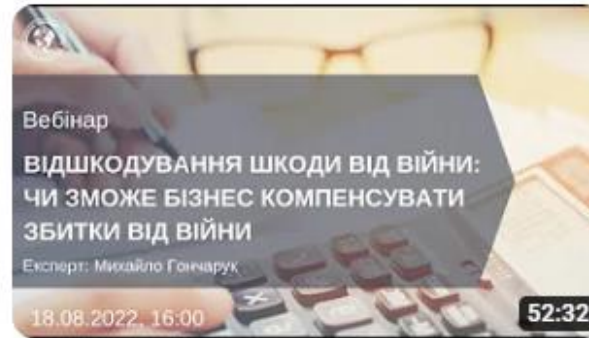 Вебінар
ВІДШКОДУВАННЯ ШКОДИ ВІД ВІЙНИ:
ЧИ ЗМОЖЕ БІЗНЕС КОМПЕНСУВАТИ
ЗБИТКИ ВІД ВІЙНИ
Експерт: Михайло Гончарук
18.08.2022, 16:00
52:32